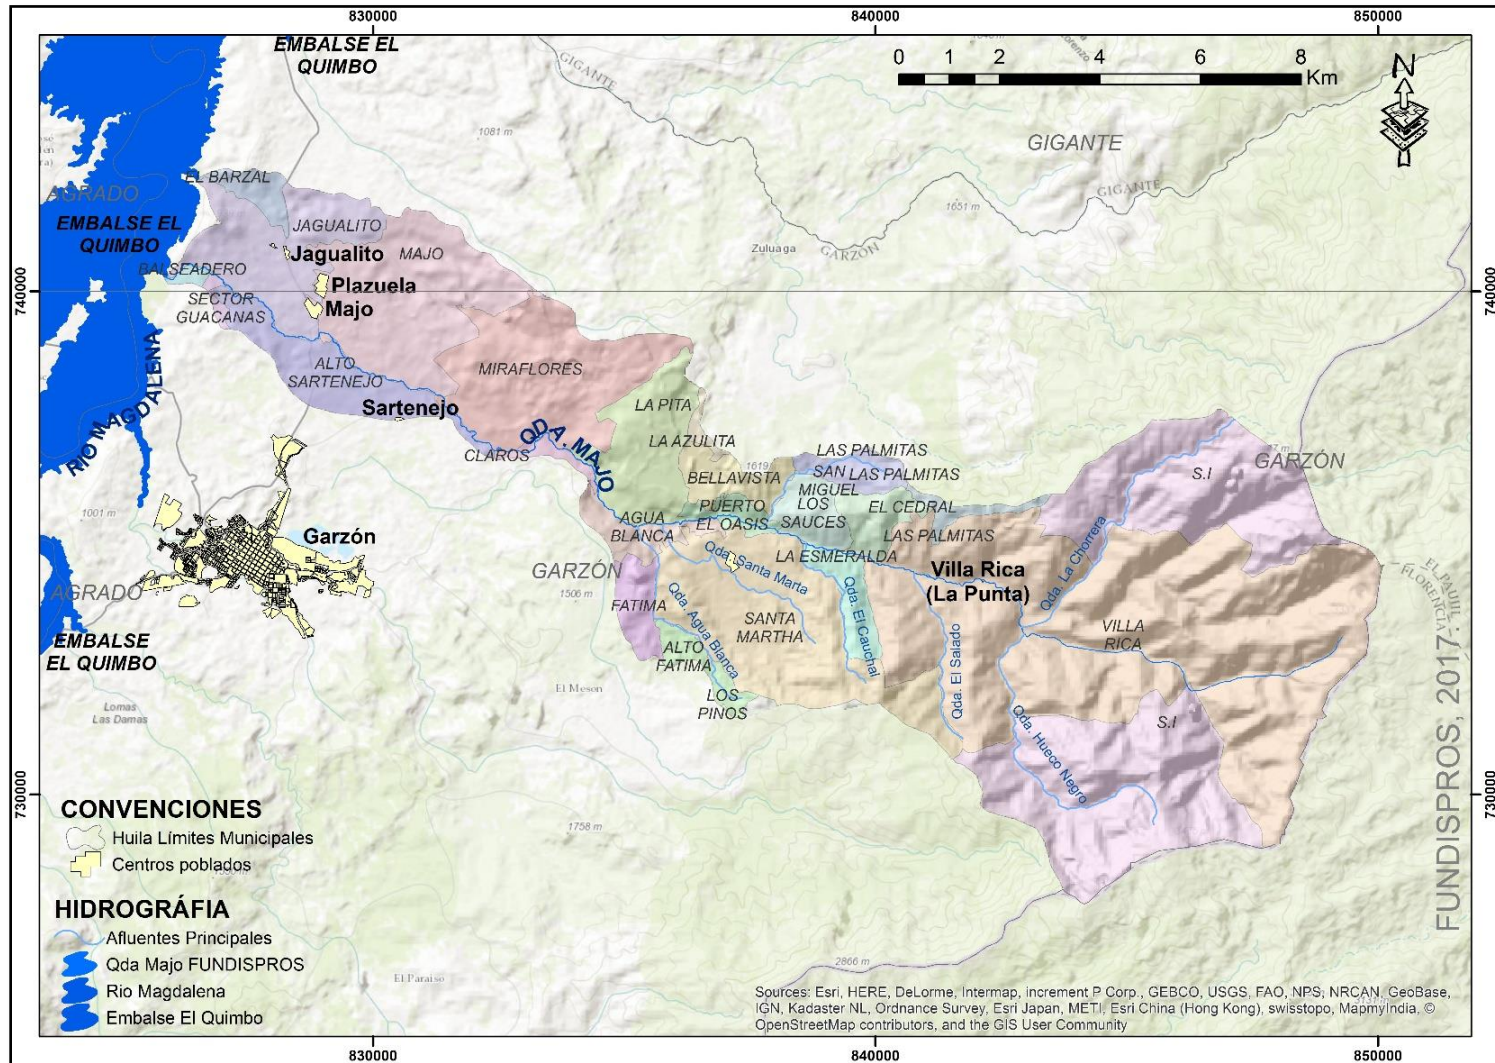 830000
840000
850000
EMBALSE EL
QUIMBO
0 1 2 4 6 8
Km
N
GIGANTE
1081 m
GIGANTE
GIGANTE
AGRADO
EL BARZAL
1651 m
EMBALSE EL
QUIMBO
JAGUALITO
Jagualito
MAJO
Zuluaga
GARZÓN
BALSEADERO
Plazuela
740000
740000
SECTOR
GUACANAS
Majo
ALTO
SARTENEJO
MIRAFLORES
RIO MAGDALENA
Sartenejo
LA PITA
QDA. MAJO
LA AZULITA
CLAROS
LAS PALMITAS
BELLAVISTA
1619
SAN
MIGUEL
LAS PALMITAS
S.I
GARZÓN
1001 m
AGUA
BLANCA
PUERTO
EL OASIS
LOS
SAUCES
EL CEDRAL
LAS PALMITAS
Garzón
LA ESMERALDA
Qda. Santa Marta
Villa Rica
(La Punta)
Qda. La Chorrera
GARZÓN
1506 m
AGRADO
FATIMA
Qda. Agua Blanca
SANTA
MARTHA
Qda. El Cauchal
VILLA
RICA
EL PAUJIL
FLORENCIA
EMBALSE
EL QUIMBO
ALTO
FATIMA
Qda. El Salado
El Meson
LOS
PINOS
Lomas
Las Damas
Qda. Hueco Negro
S.I
FUNDISPROS, 2017.
730000
730000
CONVENCIONES
Huila Límites Municipales
Centros poblados
1758 m
HIDROGRÁFIA
Afluentes Principales
Qda Majo FUNDISPROS
Rio Magdalena
Embalse El Quimbo
El Paraiso
2866 m
Sources: Esri, HERE, DeLorme, Intermap, increment P Corp., GEBCO, USGS, FAO, NPS, NRCAN, GeoBase,
IGN, Kadaster NL, Ordnance Survey, Esri Japan, METI, Esri China (Hong Kong), swisstopo, MapmyIndia, ©
OpenStreetMap contributors, and the GIS User Community
830000
840000
850000